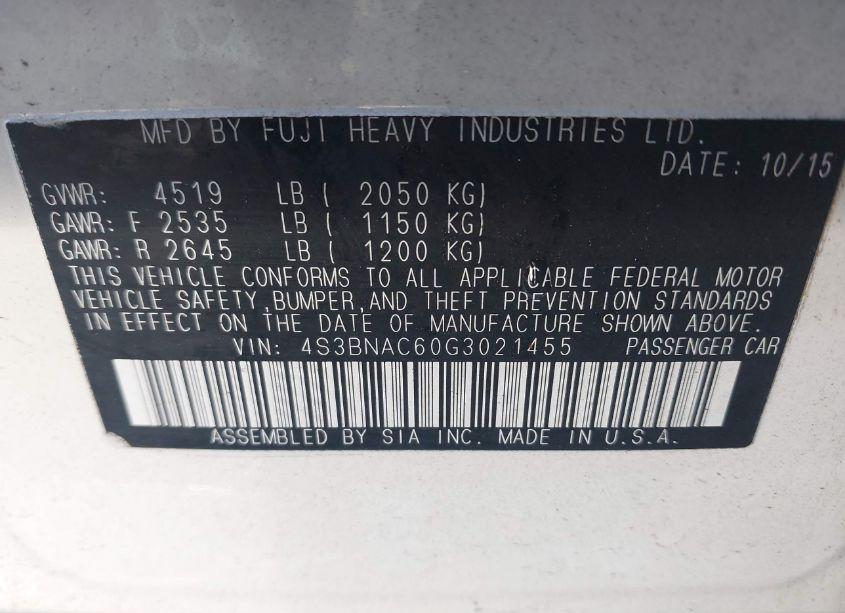 MFD BY FUJI HEAVY INDUSTRIES LTD.
DATE: 10/15
GVWR: 4519 LB ( 2050 KG)
GAWR: F 2535 LB ( 1150 KG)
GAWR: R 2645 LB ( 1200 KG)
THIS VEHICLE CONFORMS TO ALL APPLICABLE FEDERAL MOTOR
VEHICLE SAFETY,BUMPER,AND THEFT PREVENTION STANDARDS
IN EFFECT ON THE DATE OF MANUFACTURE SHOWN ABOVE.
VIN: 4S3BNAC60G3021455 PASSENGER CAR
ASSEMBLED BY SIA INC. MADE IN U.S.A.